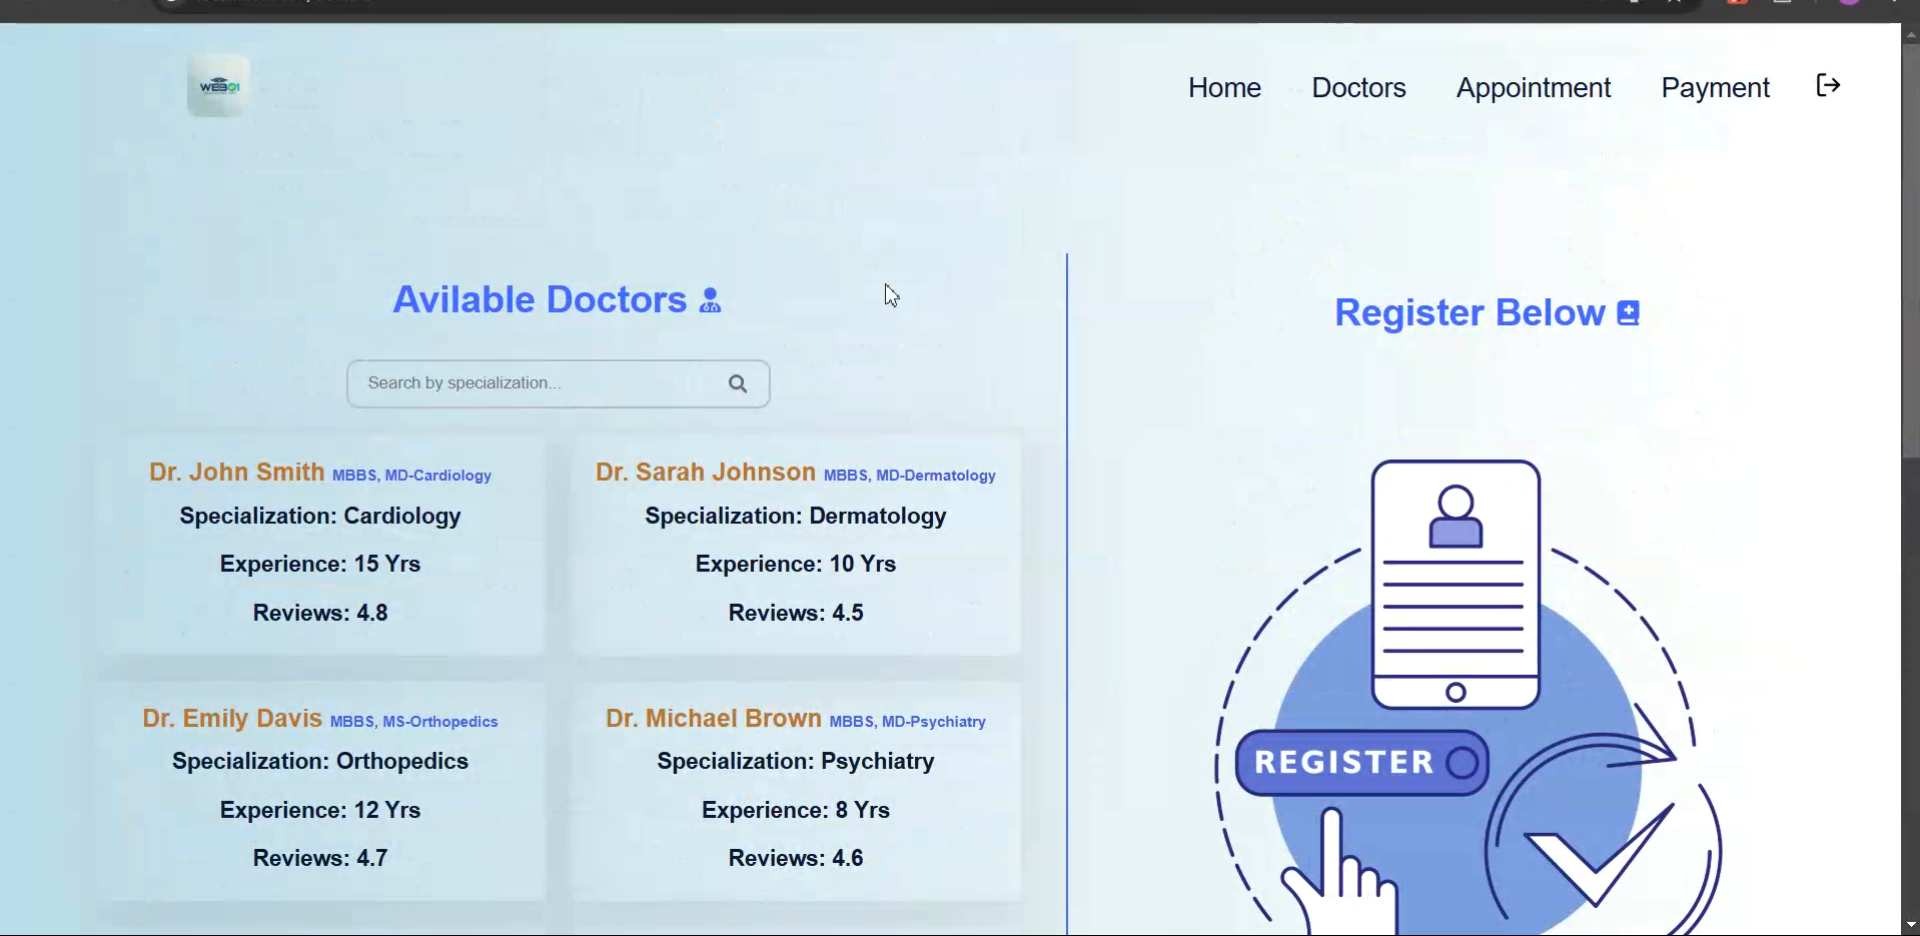 WEB01
Home Doctors Appointment Payment
Avilable Doctors
Register Below
Search by specialization...
Dr. John Smith MBBS, MD-Cardiology
Specialization: Cardiology
Experience: 15 Yrs
Reviews: 4.8
Dr. Sarah Johnson MBBS, MD-Dermatology
Specialization: Dermatology
Experience: 10 Yrs
Reviews: 4.5
Dr. Emily Davis MBBS, MS-Orthopedics
Specialization: Orthopedics
Experience: 12 Yrs
Reviews: 4.7
Dr. Michael Brown MBBS, MD-Psychiatry
Specialization: Psychiatry
Experience: 8 Yrs
Reviews: 4.6
REGISTER